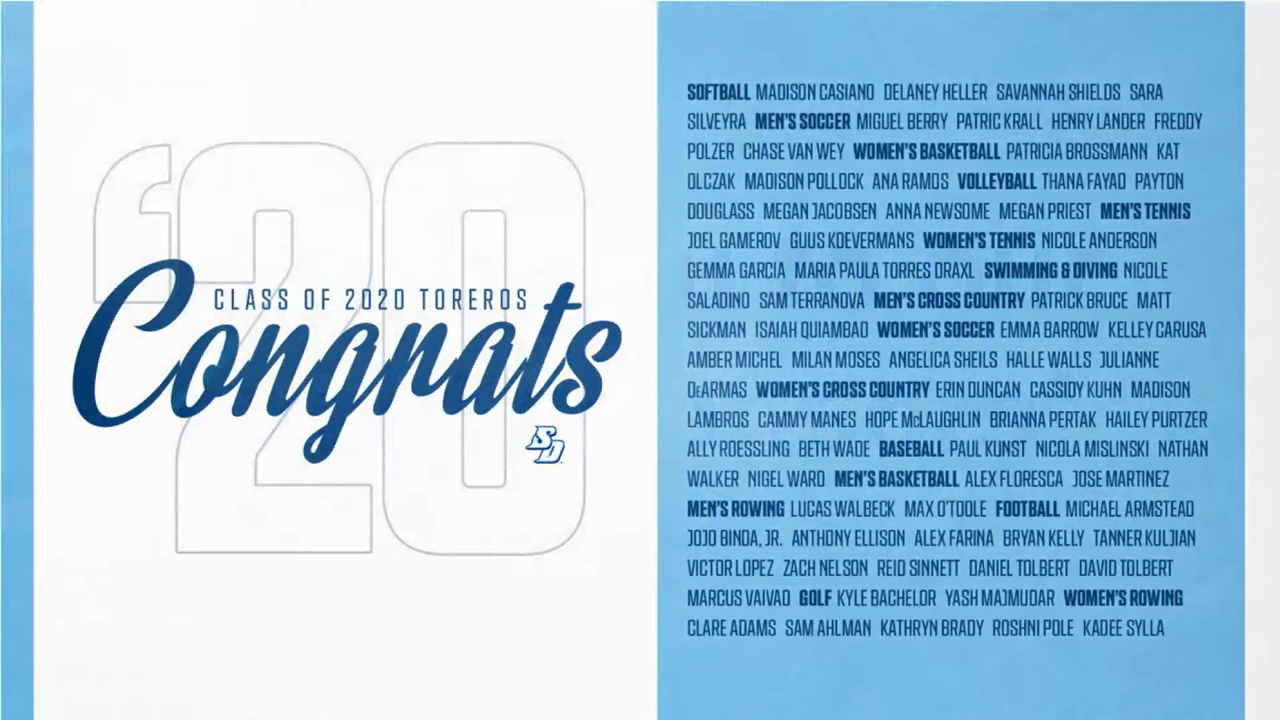 '20
CLASS OF 2020 TOREROS
Congrats
SD
SOFTBALL MADISON CASIANO DELANEY HELLER SAVANNAH SHIELDS SARA
SILVEYRA MEN'S SOCCER MIGUEL BERRY PATRIC KRALL HENRY LANDER FREDDY
POLZER CHASE VAN WEY WOMEN'S BASKETBALL PATRICIA BROSSMANN KAT
OLCZAK MADISON POLLOCK ANA RAMOS VOLLEYBALL THANA FAYAD PAYTON
DOUGLASS MEGAN JACOBSEN ANNA NEWSOME MEGAN PRIEST MEN'S TENNIS
JOEL GAMEROV GUUS KOEVERMANS WOMEN'S TENNIS NICOLE ANDERSON
GEMMA GARCIA MARIA PAULA TORRES DRAXL SWIMMING & DIVING NICOLE
SALADINO SAM TERRANOVA MEN'S CROSS COUNTRY PATRICK BRUCE MATT
SICKMAN ISAIAH QUIAMBAO WOMEN'S SOCCER EMMA BARROW KELLEY CARUSA
AMBER MICHEL MILAN MOSES ANGELICA SHEILS HALLE WALLS JULIANNE
DeARMAS WOMEN'S CROSS COUNTRY ERIN DUNCAN CASSIDY KUHN MADISON
LAMBROS CAMMY MANES HOPE McLAUGHLIN BRIANNA PERTAK HAILEY PURTZER
ALLY ROESSLING BETH WADE BASEBALL PAUL KUNST NICOLA MISLINSKI NATHAN
WALKER NIGEL WARD MEN'S BASKETBALL ALEX FLORESCA JOSE MARTINEZ
MEN'S ROWING LUCAS WALBECK MAX O'TOOLE FOOTBALL MICHAEL ARMSTEAD
JOJO BINDA, JR. ANTHONY ELLISON ALEX FARINA BRYAN KELLY TANNER KULJIAN
VICTOR LOPEZ ZACH NELSON REID SINNETT DANIEL TOLBERT DAVID TOLBERT
MARCUS VAIVAO GOLF KYLE BACHELOR YASH MAJMUDAR WOMEN'S ROWING
CLARE ADAMS SAM AHLMAN KATHRYN BRADY ROSHNI POLE KADEE SYLLA